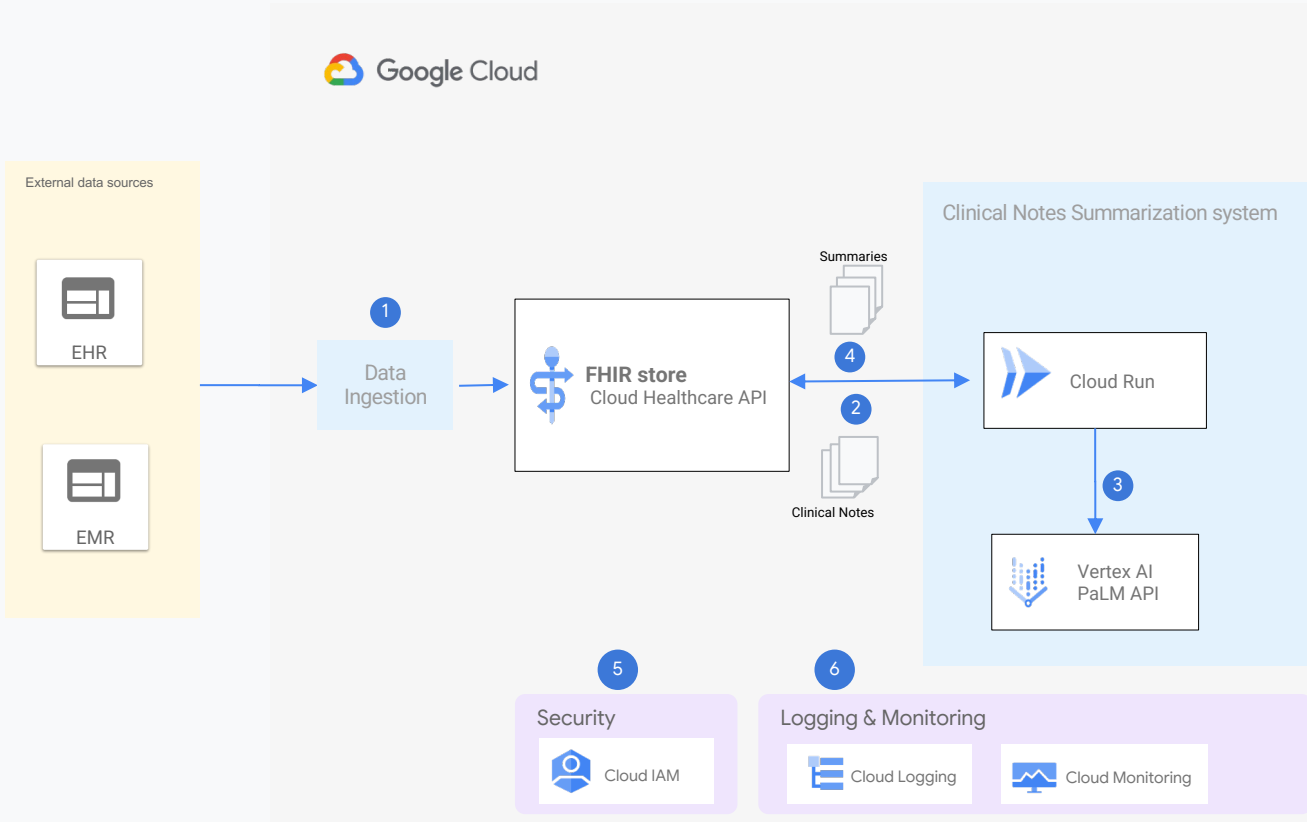 Google Cloud
External data sources
EHR
EMR
1
Data
Ingestion
FHIR store
Cloud Healthcare API
Summaries
4
2
Clinical Notes
Clinical Notes Summarization system
Cloud Run
3
Vertex AI
PaLM API
5
Security
Cloud IAM
6
Logging & Monitoring
Cloud Logging
Cloud Monitoring